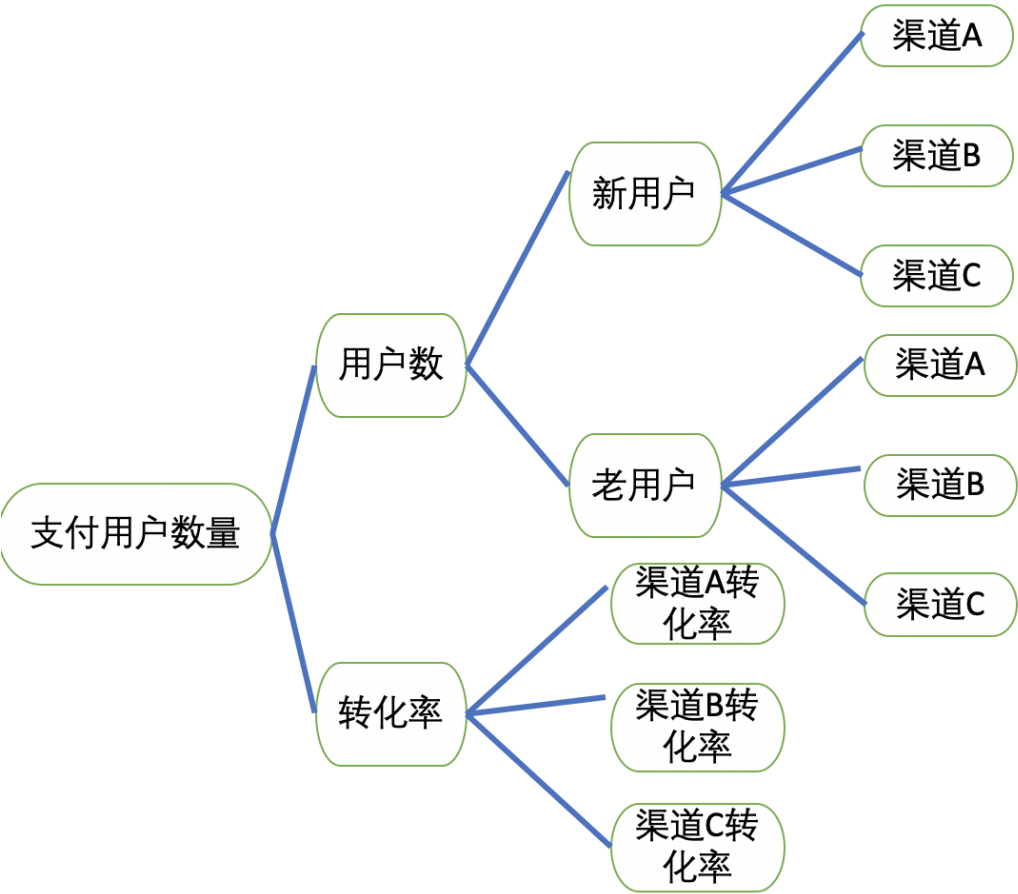 渠道A
渠道B
新用户
渠道C
用户数
渠道A
老用户
渠道B
支付用户数量
渠道A转
化率
渠道C
转化率
渠道B转
化率
渠道C转
化率